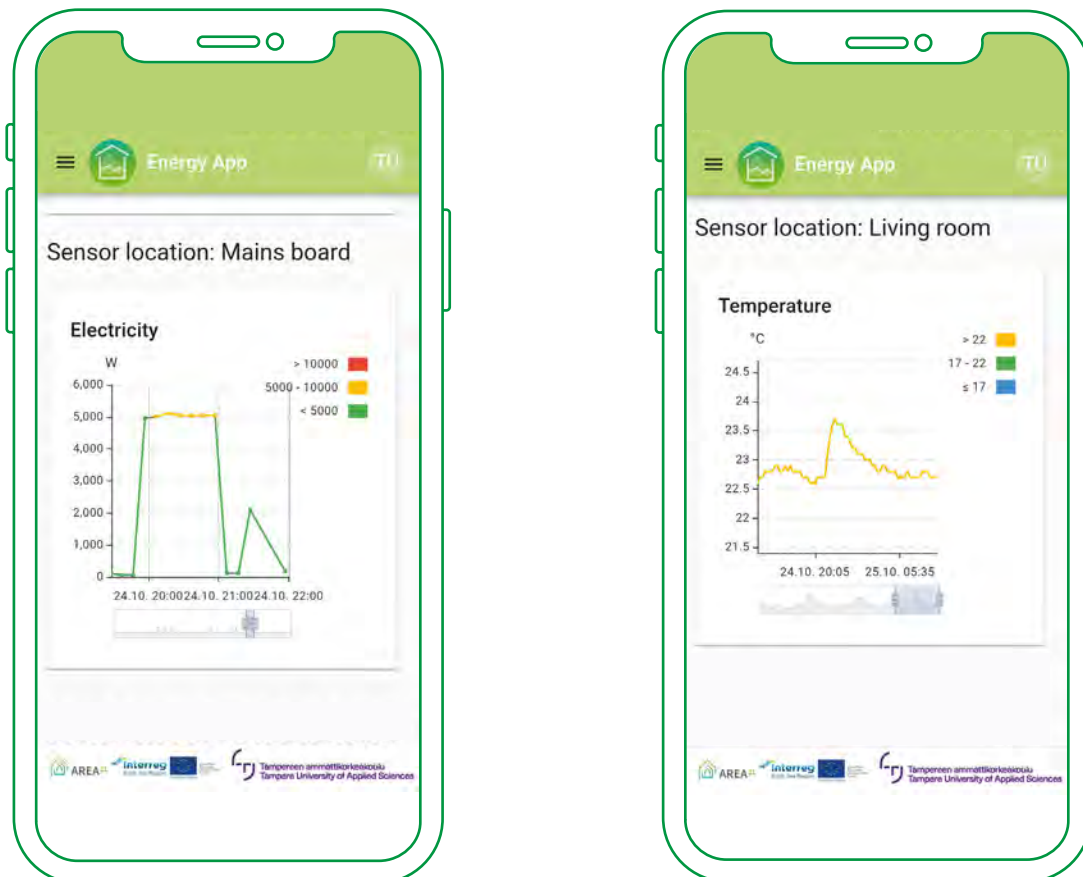 Energy App
TU
Sensor location: Mains board
Electricity
W
> 10000
5000 - 10000
< 5000
6,000
5,000
4,000
3,000
2,000
1,000
0
24.10. 20:00
24.10. 21:00
24.10. 22:00
AREA 21
Interreg
Tampereen ammattikorkeakoulu
Tampere University of Applied Sciences
Energy App
TU
Sensor location: Living room
Temperature
°C
> 22
17 - 22
≤ 17
24.5
24
23.5
23
22.5
22
21.5
24.10. 20:05
25.10. 05:35
AREA 21
Interreg
Tampereen ammattikorkeakoulu
Tampere University of Applied Sciences